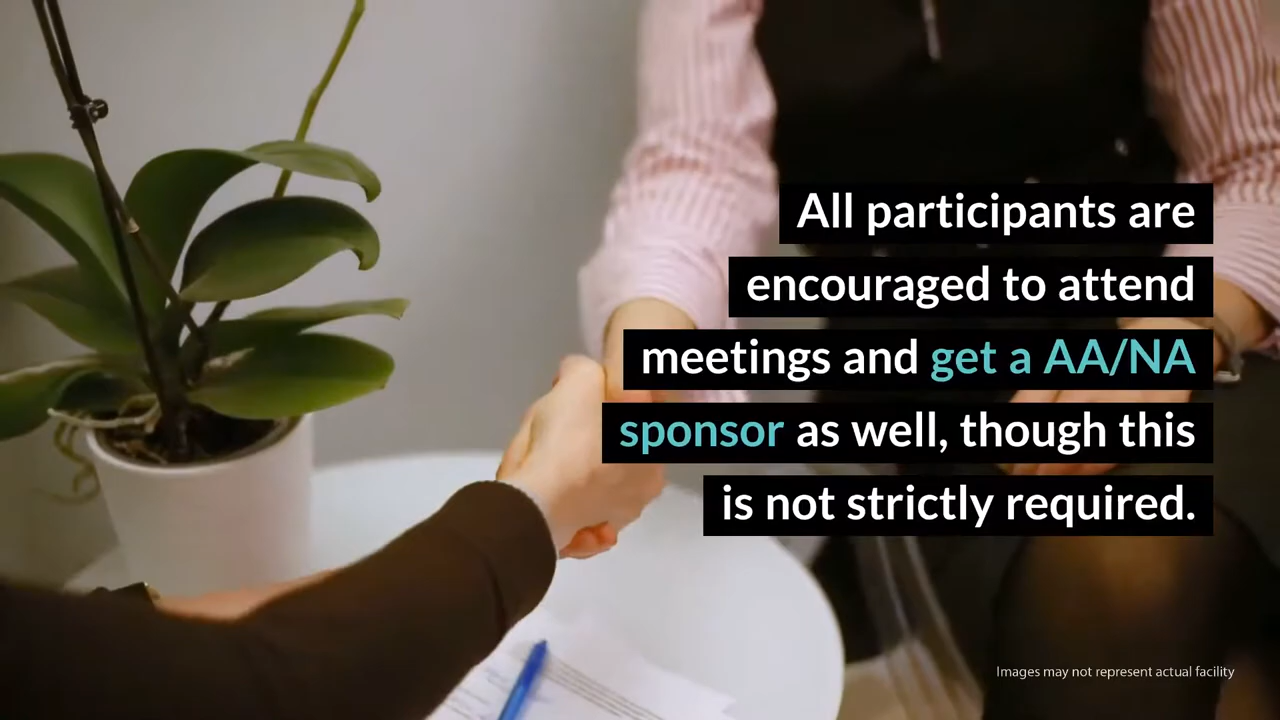 All participants are
encouraged to attend
meetings and get a AA/NA
sponsor as well, though this
is not strictly required.
Images may not represent actual facility